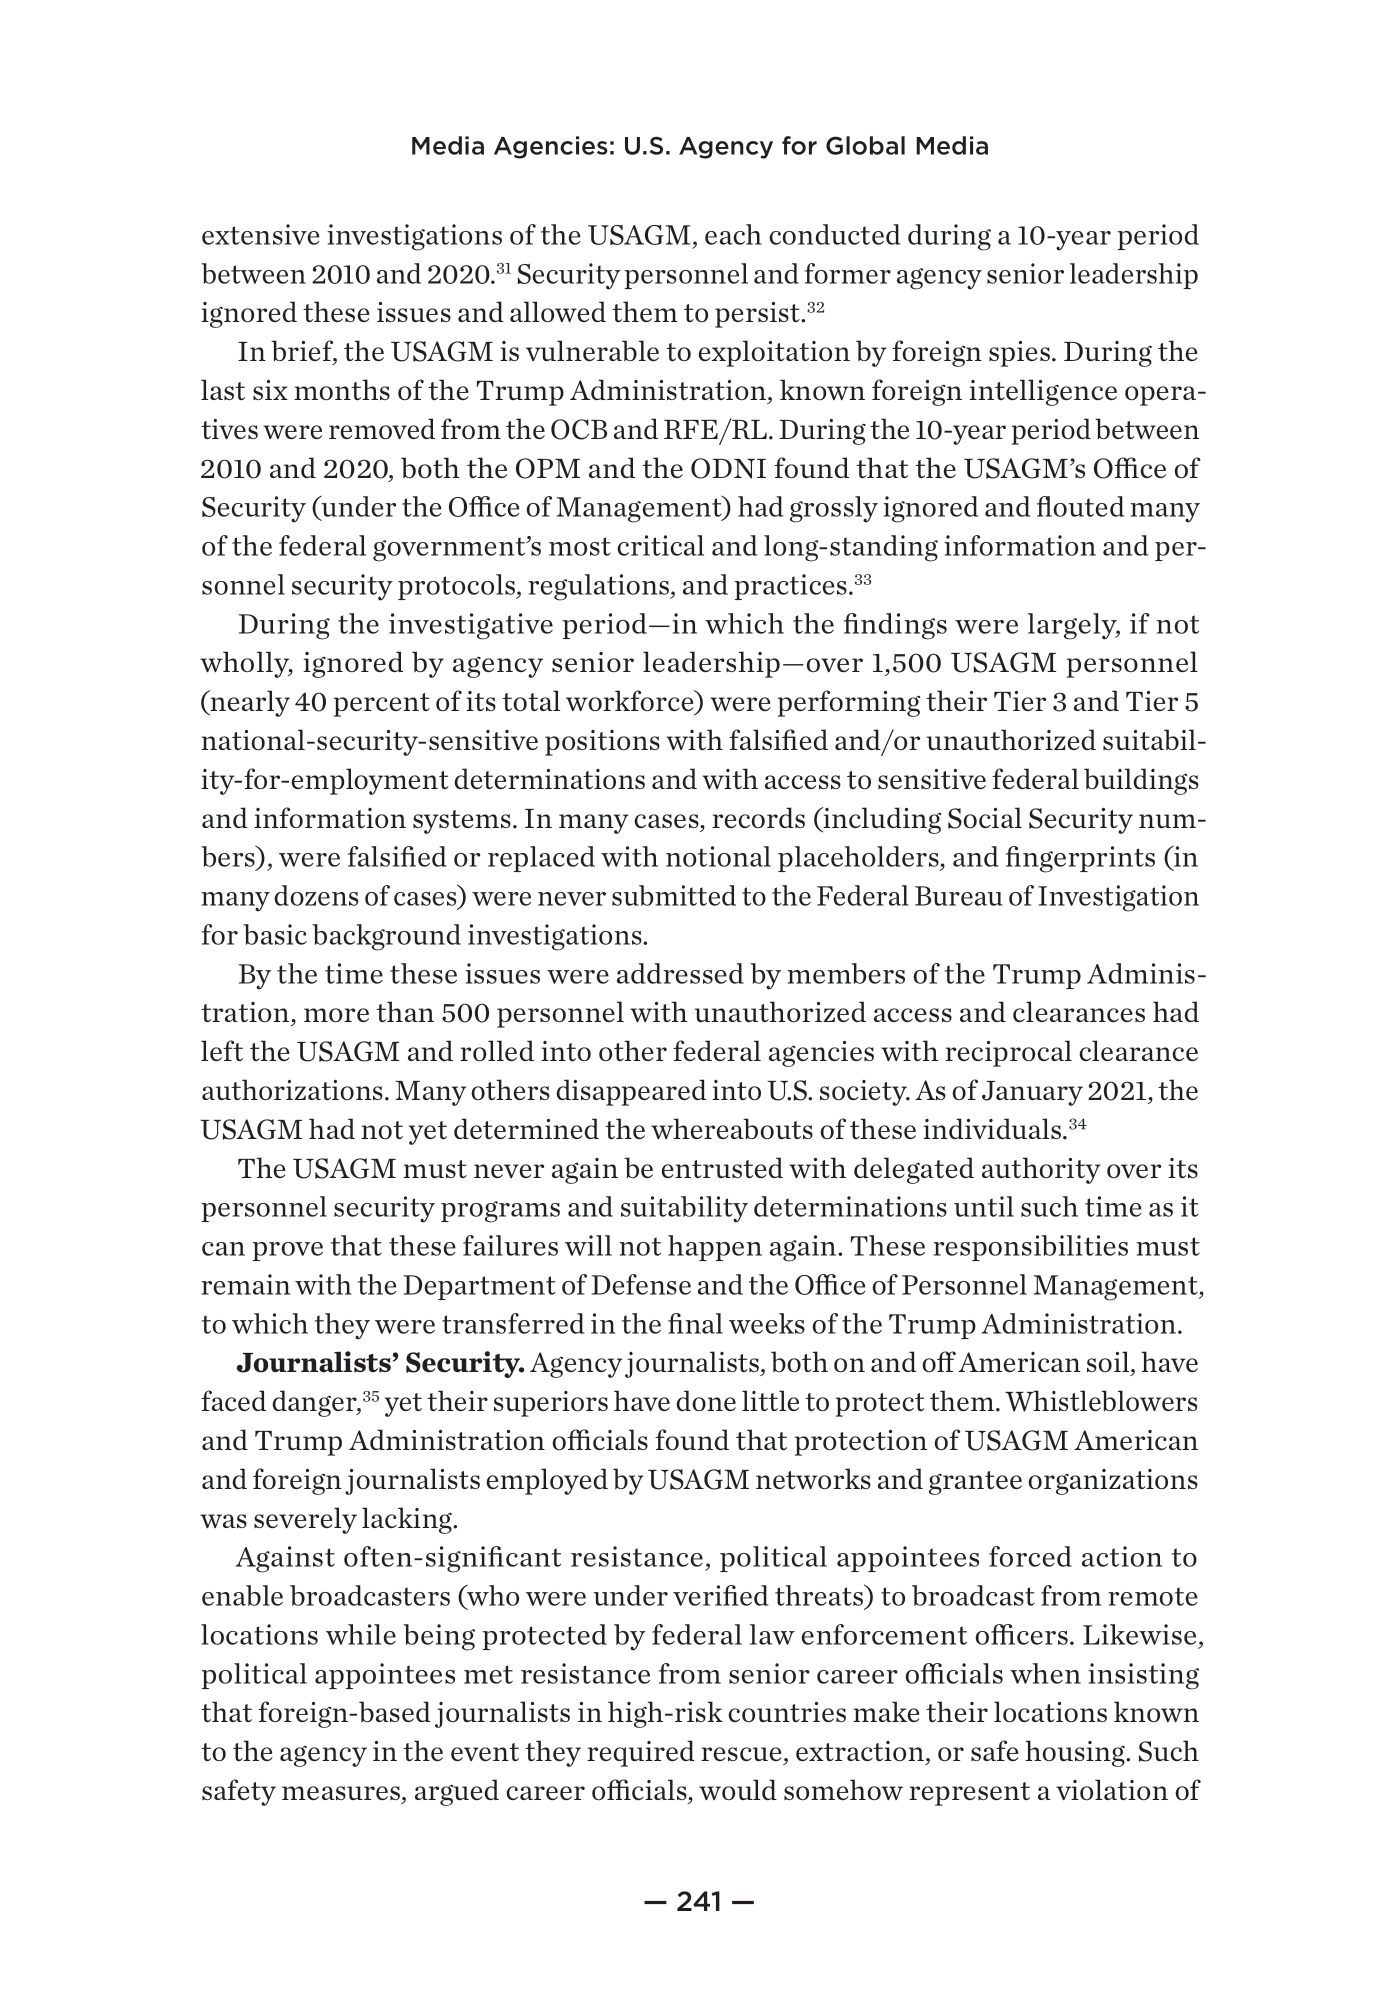 Media Agencies: U.S. Agency for Global Media
extensive investigations of the USAGM, each conducted during a 10-year period
between 2010 and 2020.31 Security personnel and former agency senior leadership
ignored these issues and allowed them to persist.32
In brief, the USAGM is vulnerable to exploitation by foreign spies. During the
last six months of the Trump Administration, known foreign intelligence opera-
tives were removed from the OCB and RFE/RL. During the 10-year period between
2010 and 2020, both the OPM and the ODNI found that the USAGM’s Office of
Security (under the Office of Management) had grossly ignored and flouted many
of the federal government’s most critical and long-standing information and per-
sonnel security protocols, regulations, and practices.33
During the investigative period—in which the findings were largely, if not
wholly, ignored by agency senior leadership—over 1,500 USAGM personnel
(nearly 40 percent of its total workforce) were performing their Tier 3 and Tier 5
national-security-sensitive positions with falsified and/or unauthorized suitabil-
ity-for-employment determinations and with access to sensitive federal buildings
and information systems. In many cases, records (including Social Security num-
bers), were falsified or replaced with notional placeholders, and fingerprints (in
many dozens of cases) were never submitted to the Federal Bureau of Investigation
for basic background investigations.
By the time these issues were addressed by members of the Trump Adminis-
tration, more than 500 personnel with unauthorized access and clearances had
left the USAGM and rolled into other federal agencies with reciprocal clearance
authorizations. Many others disappeared into U.S. society. As of January 2021, the
USAGM had not yet determined the whereabouts of these individuals.34
The USAGM must never again be entrusted with delegated authority over its
personnel security programs and suitability determinations until such time as it
can prove that these failures will not happen again. These responsibilities must
remain with the Department of Defense and the Office of Personnel Management,
to which they were transferred in the final weeks of the Trump Administration.
Journalists’ Security. Agency journalists, both on and off American soil, have
faced danger,35 yet their superiors have done little to protect them. Whistleblowers
and Trump Administration officials found that protection of USAGM American
and foreign journalists employed by USAGM networks and grantee organizations
was severely lacking.
Against often-significant resistance, political appointees forced action to
enable broadcasters (who were under verified threats) to broadcast from remote
locations while being protected by federal law enforcement officers. Likewise,
political appointees met resistance from senior career officials when insisting
that foreign-based journalists in high-risk countries make their locations known
to the agency in the event they required rescue, extraction, or safe housing. Such
safety measures, argued career officials, would somehow represent a violation of
— 241 —